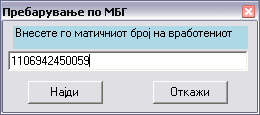 Пребарување по МБГ
Внесете го матичниот број на вработениот
1106942450059
Најди
Откажи